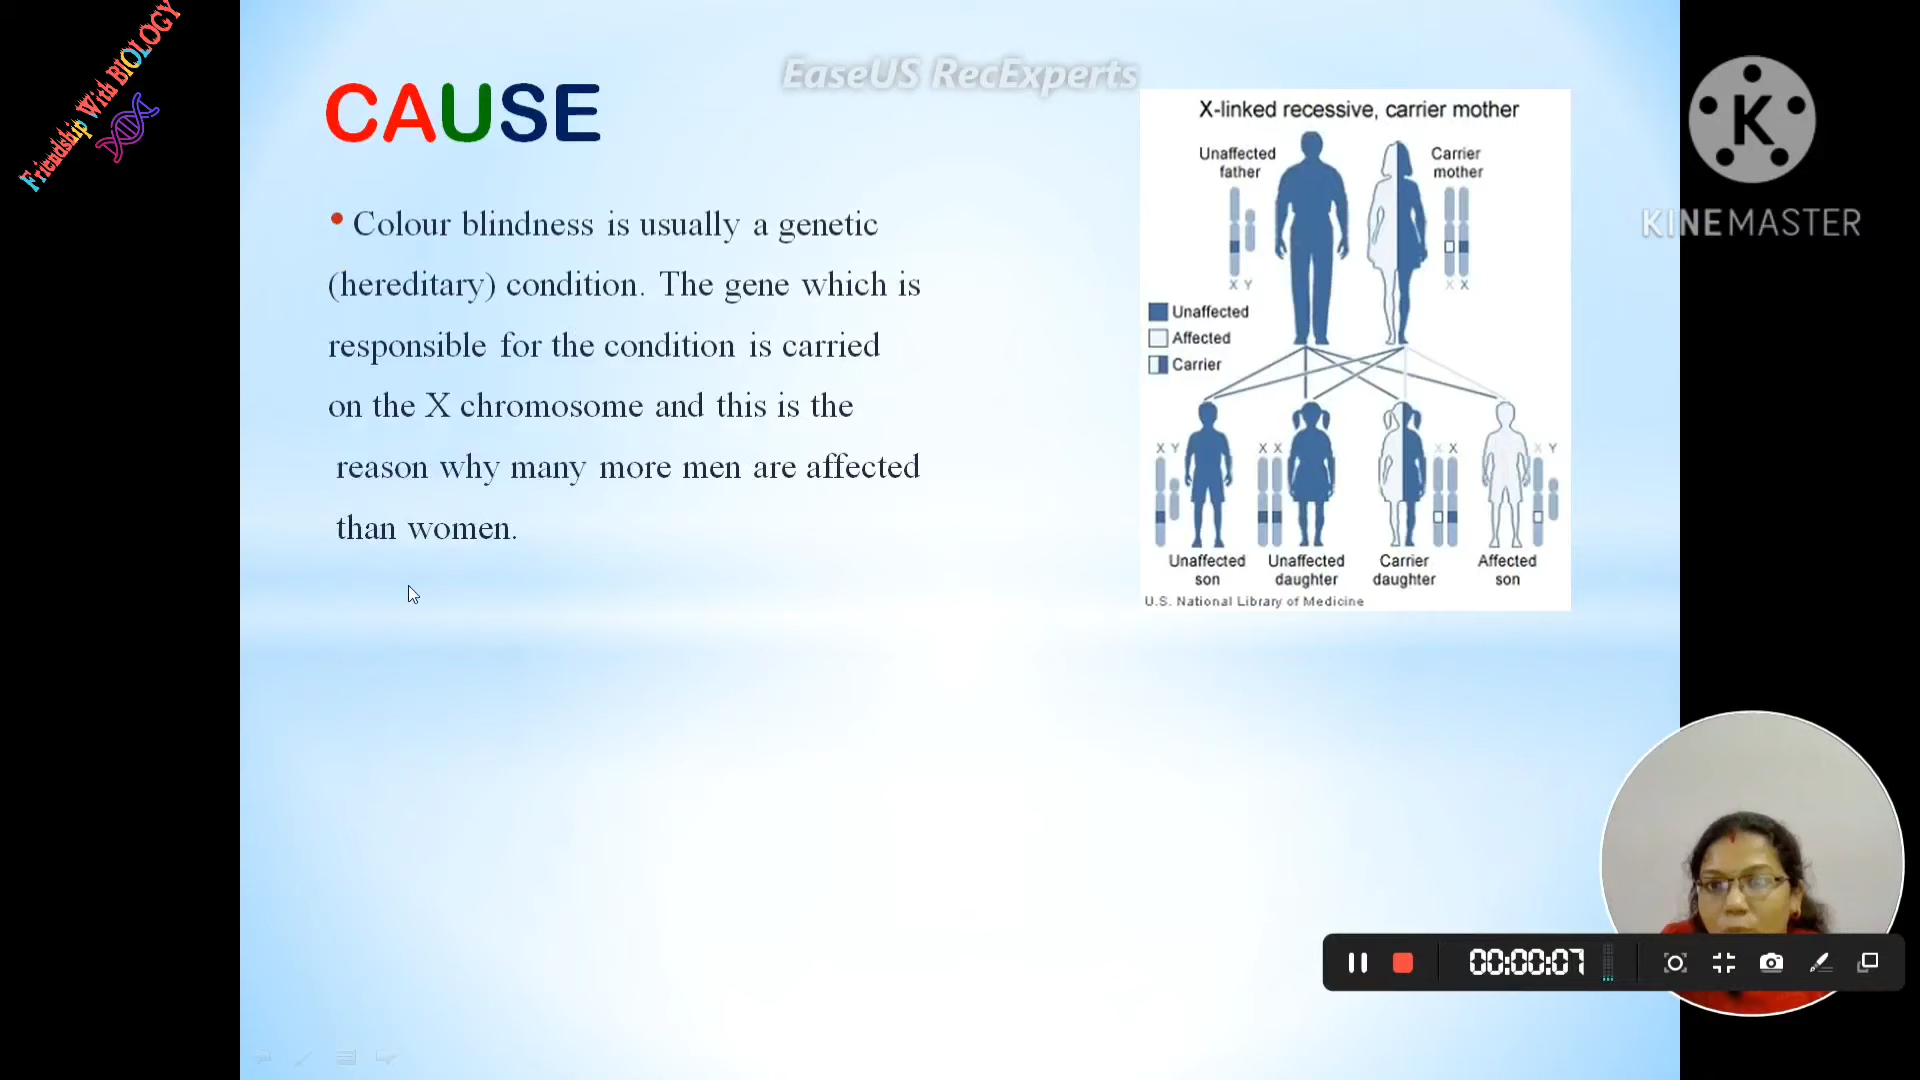 Friendship With BIOLOGY
EaseUS RecExperts
CAUSE
• Colour blindness is usually a genetic
(hereditary) condition. The gene which is
responsible for the condition is carried
on the X chromosome and this is the
reason why many more men are affected
than women.
X-linked recessive, carrier mother
Unaffected
father
Carrier
mother
X Y
X X
Unaffected
Affected
Carrier
X Y
X X
X X
X Y
Unaffected
son
Unaffected
daughter
Carrier
daughter
Affected
son
U.S. National Library of Medicine
K
KINEMASTER
00:00:07